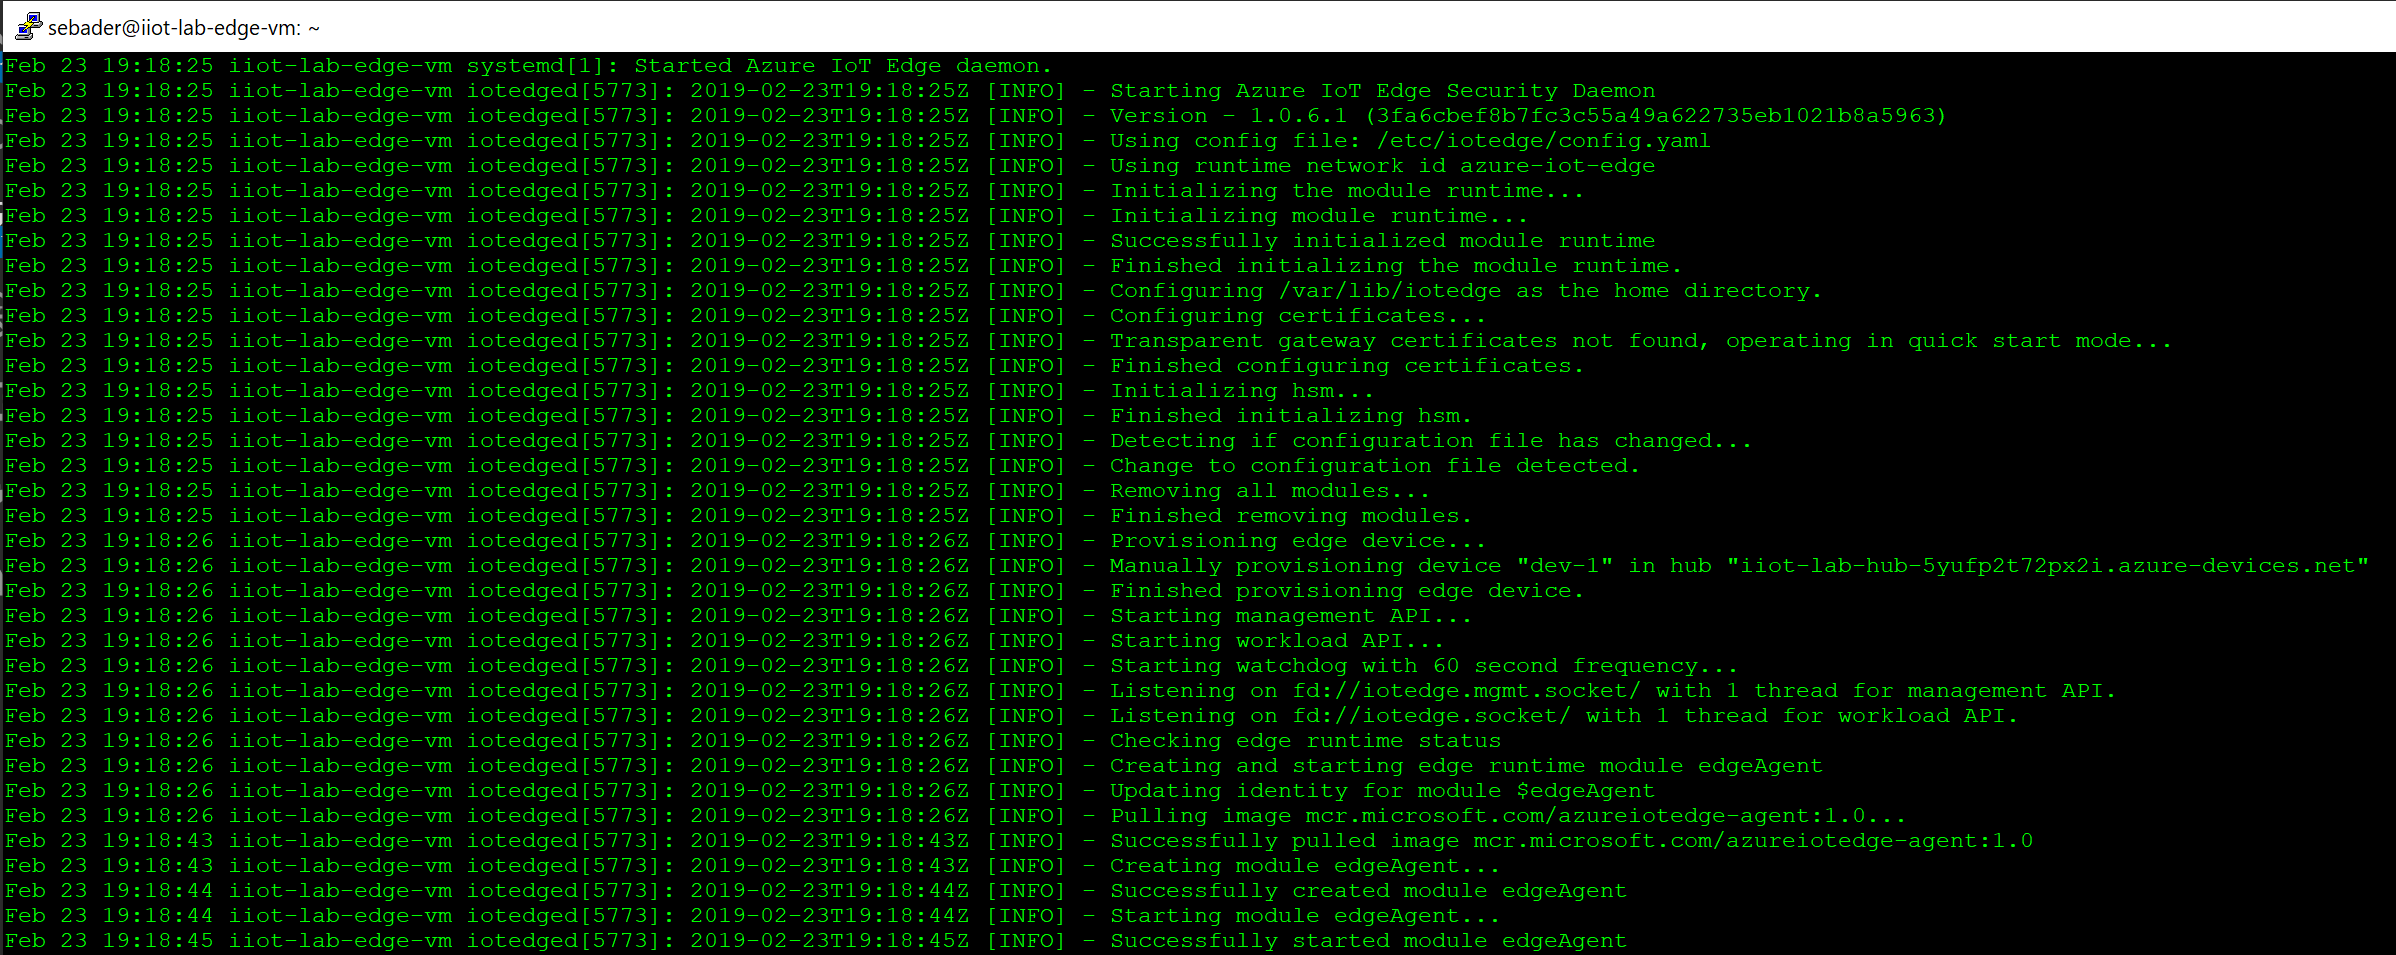 sebader@iiot-lab-edge-vm: ~
Feb 23 19:18:25 iiot-lab-edge-vm systemd[1]: Started Azure IoT Edge daemon.
Feb 23 19:18:25 iiot-lab-edge-vm iotedged[5773]: 2019-02-23T19:18:25Z [INFO] - Starting Azure IoT Edge Security Daemon
Feb 23 19:18:25 iiot-lab-edge-vm iotedged[5773]: 2019-02-23T19:18:25Z [INFO] - Version - 1.0.6.1 (3fa6cbef8b7fc3c55a49a622735eb1021b8a5963)
Feb 23 19:18:25 iiot-lab-edge-vm iotedged[5773]: 2019-02-23T19:18:25Z [INFO] - Using config file: /etc/iotedge/config.yaml
Feb 23 19:18:25 iiot-lab-edge-vm iotedged[5773]: 2019-02-23T19:18:25Z [INFO] - Using runtime network id azure-iot-edge
Feb 23 19:18:25 iiot-lab-edge-vm iotedged[5773]: 2019-02-23T19:18:25Z [INFO] - Initializing the module runtime...
Feb 23 19:18:25 iiot-lab-edge-vm iotedged[5773]: 2019-02-23T19:18:25Z [INFO] - Initializing module runtime...
Feb 23 19:18:25 iiot-lab-edge-vm iotedged[5773]: 2019-02-23T19:18:25Z [INFO] - Successfully initialized module runtime
Feb 23 19:18:25 iiot-lab-edge-vm iotedged[5773]: 2019-02-23T19:18:25Z [INFO] - Finished initializing the module runtime.
Feb 23 19:18:25 iiot-lab-edge-vm iotedged[5773]: 2019-02-23T19:18:25Z [INFO] - Configuring /var/lib/iotedge as the home directory.
Feb 23 19:18:25 iiot-lab-edge-vm iotedged[5773]: 2019-02-23T19:18:25Z [INFO] - Configuring certificates...
Feb 23 19:18:25 iiot-lab-edge-vm iotedged[5773]: 2019-02-23T19:18:25Z [INFO] - Transparent gateway certificates not found, operating in quick start mode...
Feb 23 19:18:25 iiot-lab-edge-vm iotedged[5773]: 2019-02-23T19:18:25Z [INFO] - Finished configuring certificates.
Feb 23 19:18:25 iiot-lab-edge-vm iotedged[5773]: 2019-02-23T19:18:25Z [INFO] - Initializing hsm...
Feb 23 19:18:25 iiot-lab-edge-vm iotedged[5773]: 2019-02-23T19:18:25Z [INFO] - Finished initializing hsm.
Feb 23 19:18:25 iiot-lab-edge-vm iotedged[5773]: 2019-02-23T19:18:25Z [INFO] - Detecting if configuration file has changed...
Feb 23 19:18:25 iiot-lab-edge-vm iotedged[5773]: 2019-02-23T19:18:25Z [INFO] - Change to configuration file detected.
Feb 23 19:18:25 iiot-lab-edge-vm iotedged[5773]: 2019-02-23T19:18:25Z [INFO] - Removing all modules...
Feb 23 19:18:25 iiot-lab-edge-vm iotedged[5773]: 2019-02-23T19:18:25Z [INFO] - Finished removing modules.
Feb 23 19:18:26 iiot-lab-edge-vm iotedged[5773]: 2019-02-23T19:18:26Z [INFO] - Provisioning edge device...
Feb 23 19:18:26 iiot-lab-edge-vm iotedged[5773]: 2019-02-23T19:18:26Z [INFO] - Manually provisioning device "dev-1" in hub "iiot-lab-hub-5yufp2t72px2i.azure-devices.net"
Feb 23 19:18:26 iiot-lab-edge-vm iotedged[5773]: 2019-02-23T19:18:26Z [INFO] - Finished provisioning edge device.
Feb 23 19:18:26 iiot-lab-edge-vm iotedged[5773]: 2019-02-23T19:18:26Z [INFO] - Starting management API...
Feb 23 19:18:26 iiot-lab-edge-vm iotedged[5773]: 2019-02-23T19:18:26Z [INFO] - Starting workload API...
Feb 23 19:18:26 iiot-lab-edge-vm iotedged[5773]: 2019-02-23T19:18:26Z [INFO] - Starting watchdog with 60 second frequency...
Feb 23 19:18:26 iiot-lab-edge-vm iotedged[5773]: 2019-02-23T19:18:26Z [INFO] - Listening on fd://iotedge.mgmt.socket/ with 1 thread for management API.
Feb 23 19:18:26 iiot-lab-edge-vm iotedged[5773]: 2019-02-23T19:18:26Z [INFO] - Listening on fd://iotedge.socket/ with 1 thread for workload API.
Feb 23 19:18:26 iiot-lab-edge-vm iotedged[5773]: 2019-02-23T19:18:26Z [INFO] - Checking edge runtime status
Feb 23 19:18:26 iiot-lab-edge-vm iotedged[5773]: 2019-02-23T19:18:26Z [INFO] - Creating and starting edge runtime module edgeAgent
Feb 23 19:18:26 iiot-lab-edge-vm iotedged[5773]: 2019-02-23T19:18:26Z [INFO] - Updating identity for module $edgeAgent
Feb 23 19:18:26 iiot-lab-edge-vm iotedged[5773]: 2019-02-23T19:18:26Z [INFO] - Pulling image mcr.microsoft.com/azureiotedge-agent:1.0...
Feb 23 19:18:43 iiot-lab-edge-vm iotedged[5773]: 2019-02-23T19:18:43Z [INFO] - Successfully pulled image mcr.microsoft.com/azureiotedge-agent:1.0
Feb 23 19:18:43 iiot-lab-edge-vm iotedged[5773]: 2019-02-23T19:18:43Z [INFO] - Creating module edgeAgent...
Feb 23 19:18:44 iiot-lab-edge-vm iotedged[5773]: 2019-02-23T19:18:44Z [INFO] - Successfully created module edgeAgent
Feb 23 19:18:44 iiot-lab-edge-vm iotedged[5773]: 2019-02-23T19:18:44Z [INFO] - Starting module edgeAgent...
Feb 23 19:18:45 iiot-lab-edge-vm iotedged[5773]: 2019-02-23T19:18:45Z [INFO] - Successfully started module edgeAgent